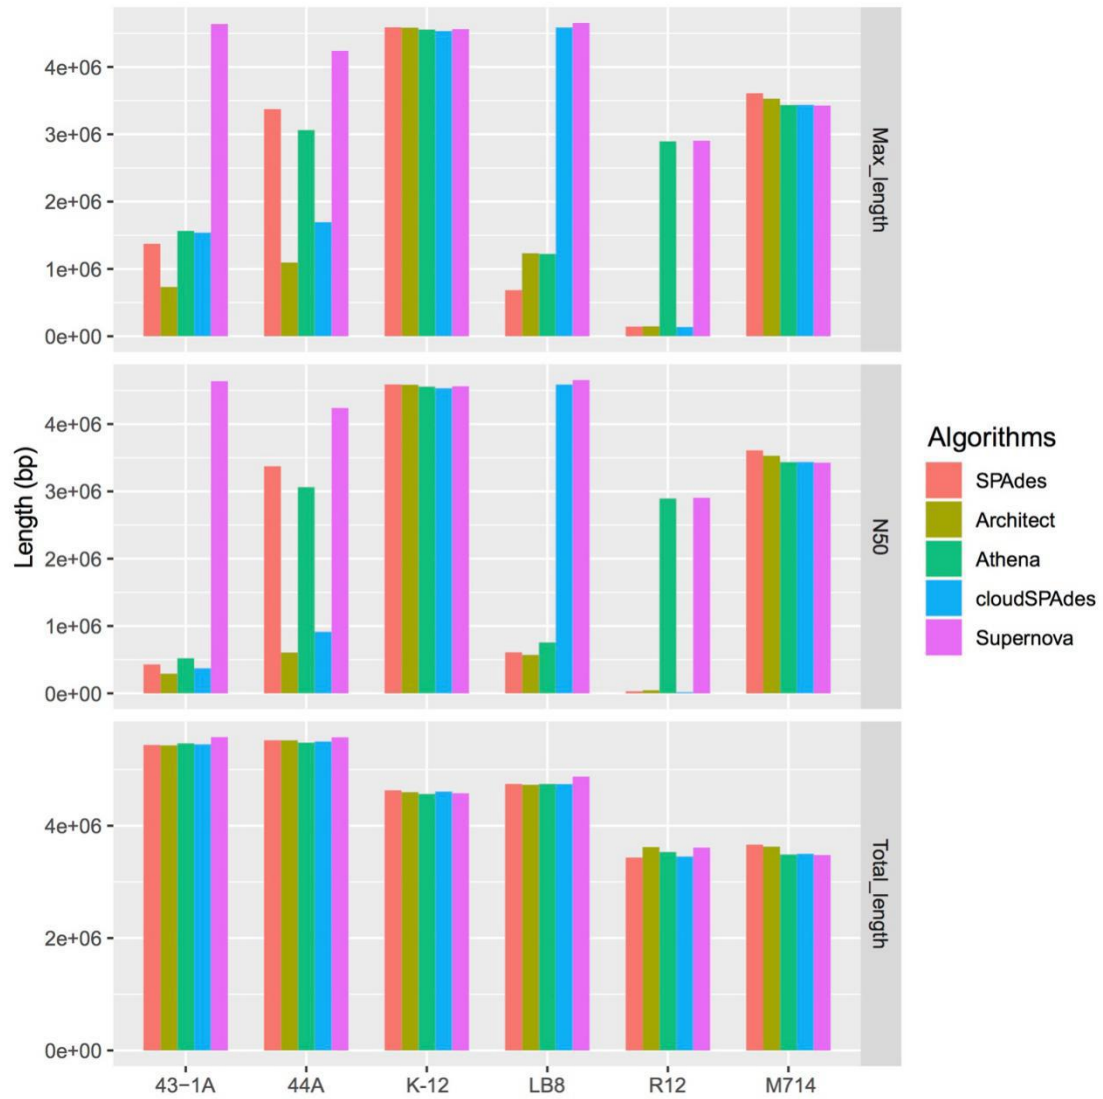 4e+06
3e+06
2e+06
1e+06
0e+00
Max_length
4e+06
3e+06
2e+06
1e+06
0e+00
N50
4e+06
2e+06
0e+00
Total_length
Length (bp)
43−1A 44A K-12 LB8 R12 M714
Algorithms
SPAdes
Architect
Athena
cloudSPAdes
Supernova